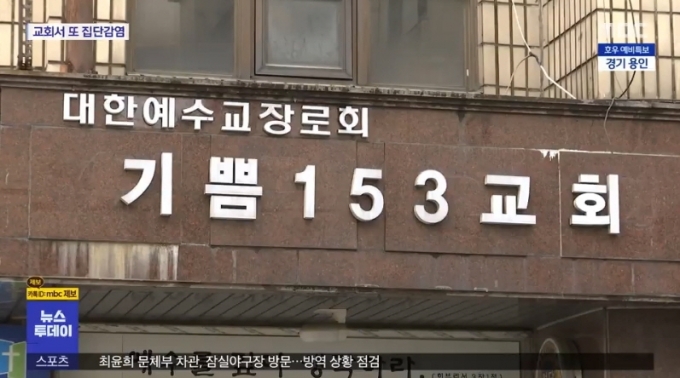 교회서 또 집단감염
mbc
호우 예비특보
경기 용인
대한예수교장로회
기쁨153교회
제보
카톡ID:mbc 제보
뉴스
투데이
스포츠
최윤희 문체부 차관, 잠실야구장 방문…방역 상황 점검